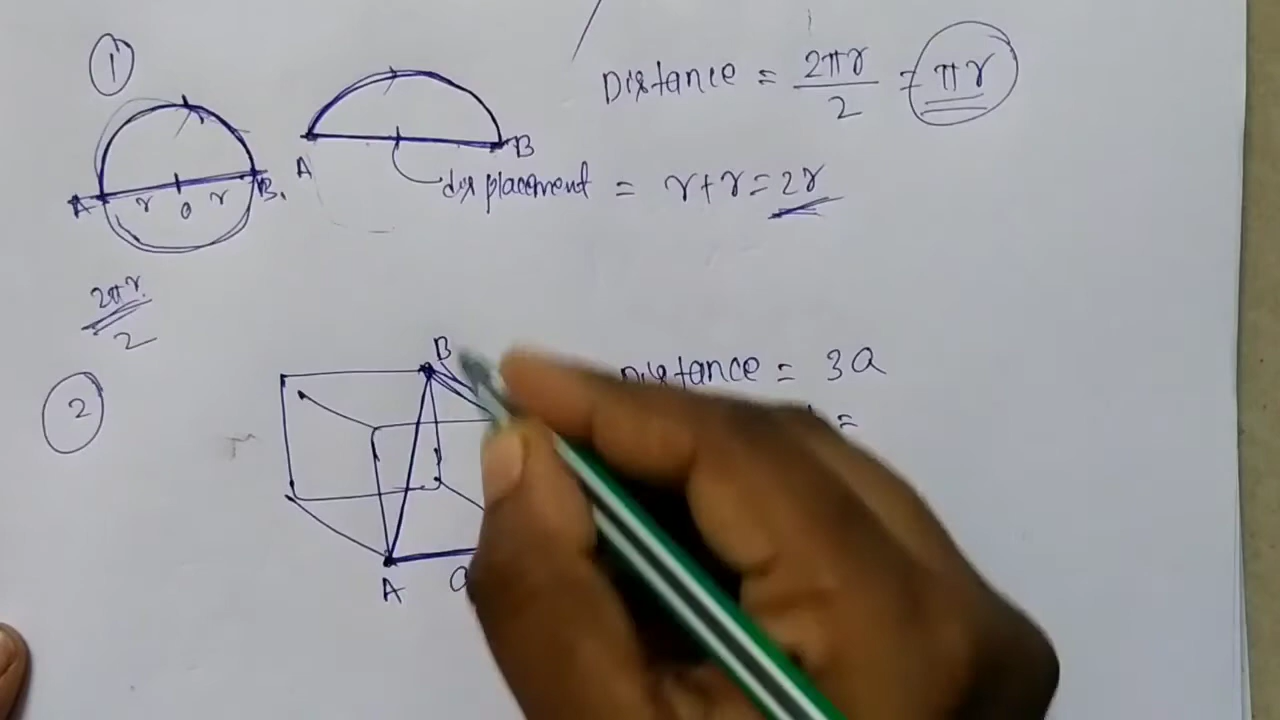 1
Distance = 2πr/2 = πr
A r o r B.
A B
displacement = r+r=2r
2πr/2
2
B
Distance = 3a
=
A